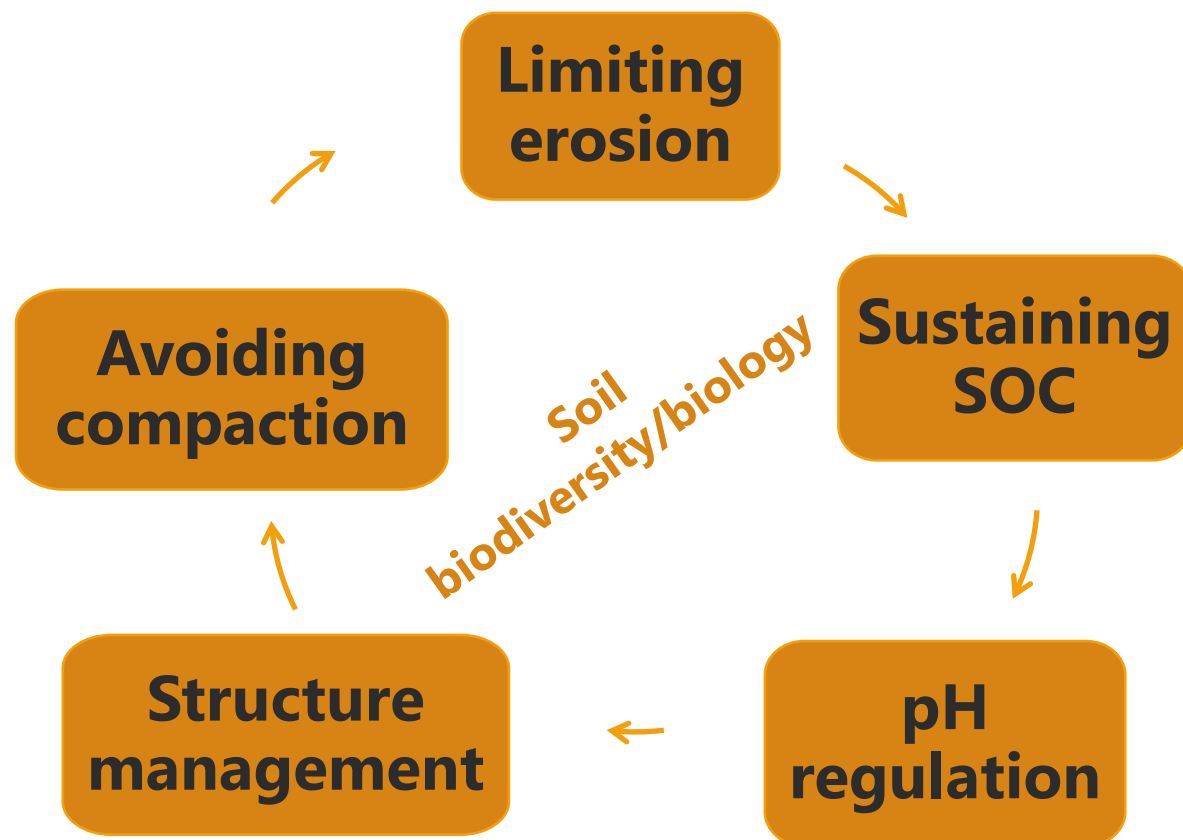 Limiting
erosion
Sustaining
SOC
pH
regulation
Structure
management
Avoiding
compaction
Soil
biodiversity/biology